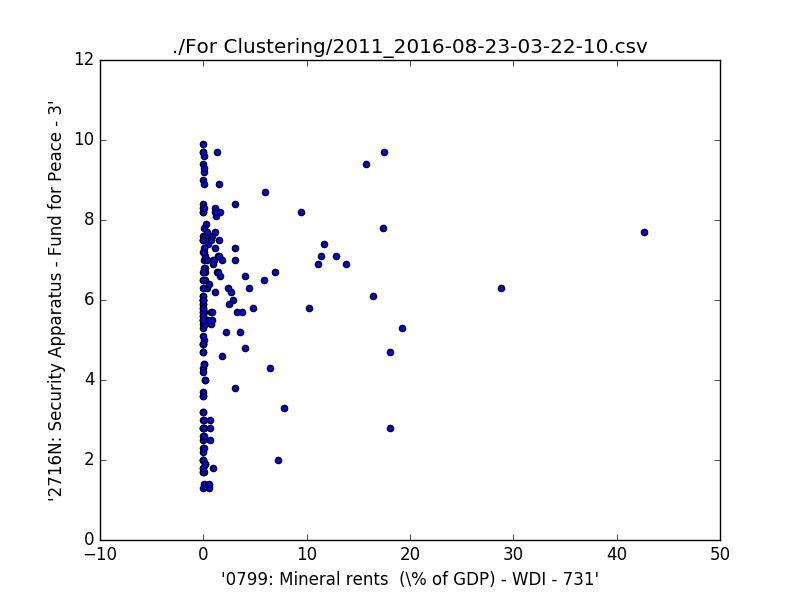 ./For Clustering/2011_2016-08-23-03-22-10.csv
'2716N: Security Apparatus - Fund for Peace - 3'
12
10
8
6
4
2
0
−10 0 10 20 30 40 50
'0799: Mineral rents  (\% of GDP) - WDI - 731'